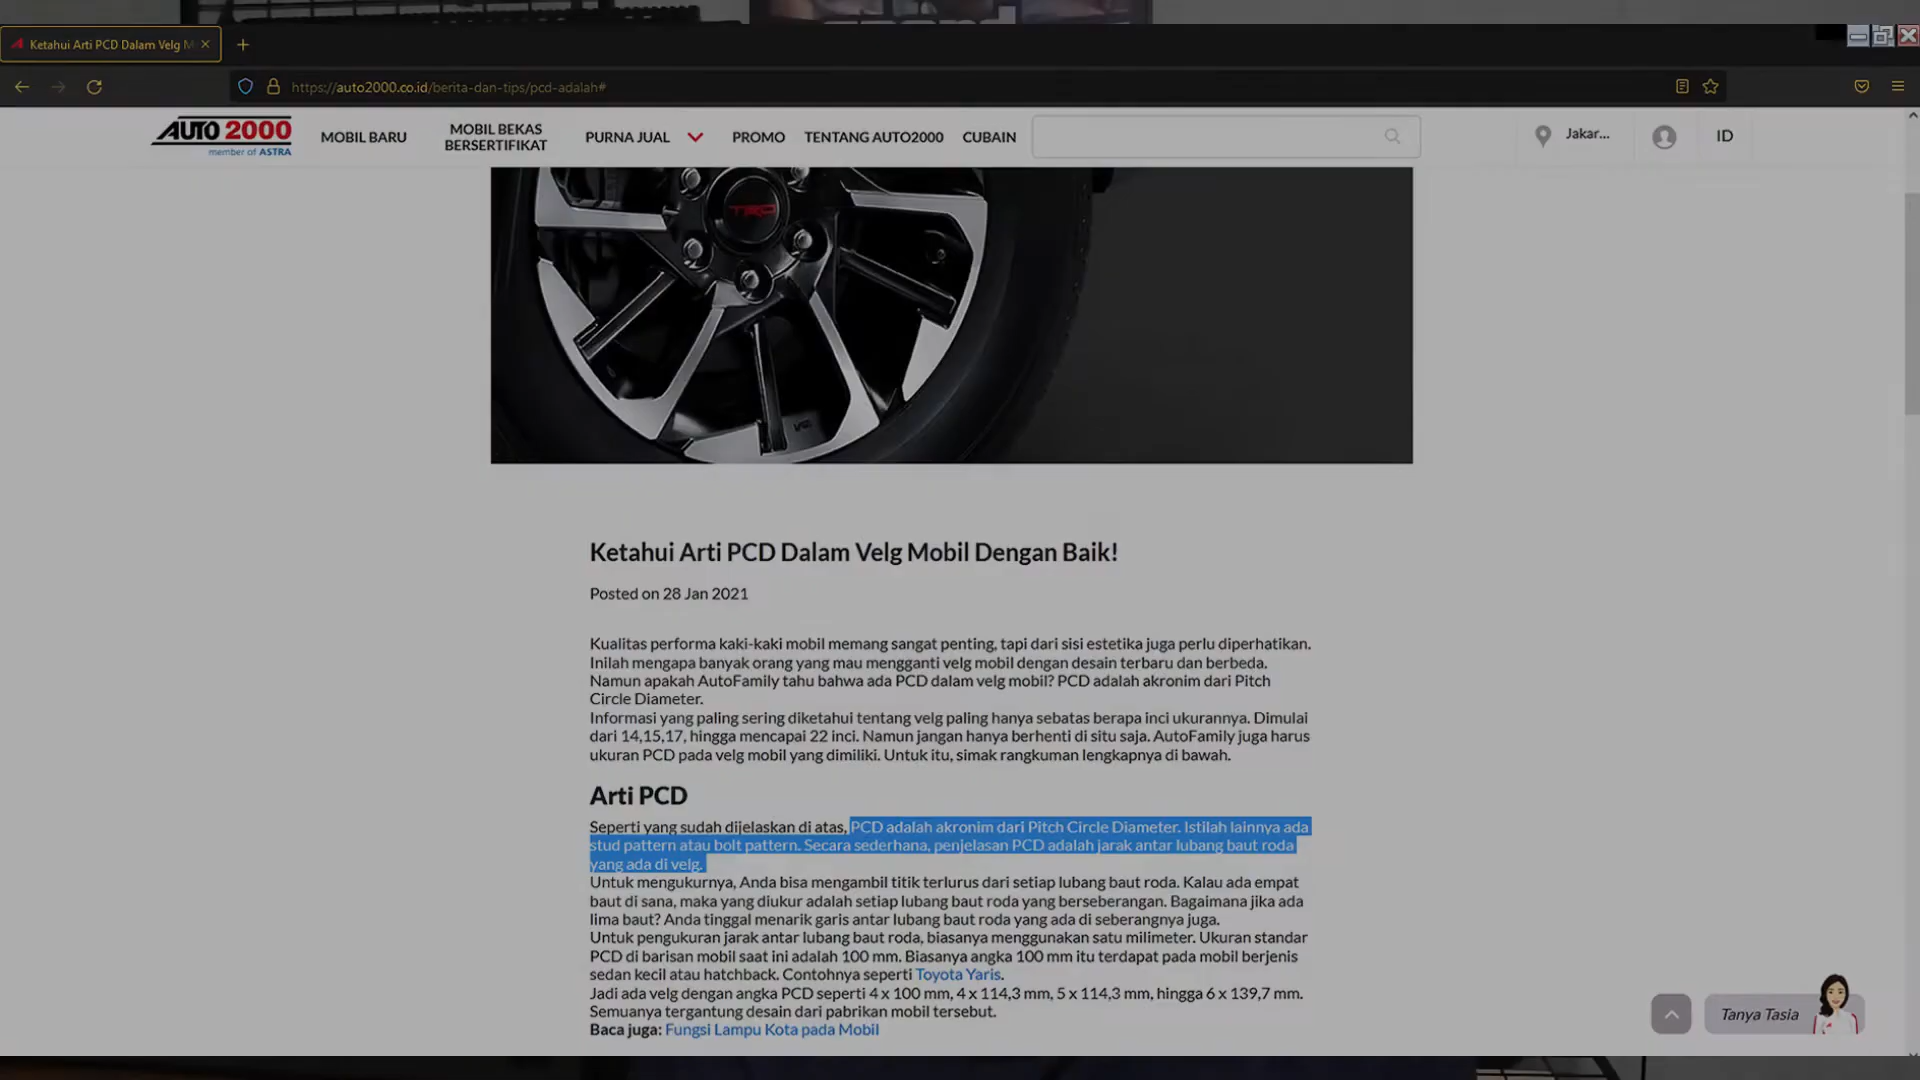 Ketahui Arti PCD Dalam Velg M
https://auto2000.co.id/berita-dan-tips/pcd-adalah#
AUTO 2000
member of ASTRA
MOBIL BARU
MOBIL BEKAS
BERSERTIFIKAT
PURNA JUAL
PROMO
TENTANG AUTO2000
CUBAIN
Jakar...
ID
TRD
Ketahui Arti PCD Dalam Velg Mobil Dengan Baik!
Posted on 28 Jan 2021
Kualitas performa kaki-kaki mobil memang sangat penting, tapi dari sisi estetika juga perlu diperhatikan.
Inilah mengapa banyak orang yang mau mengganti velg mobil dengan desain terbaru dan berbeda.
Namun apakah AutoFamily tahu bahwa ada PCD dalam velg mobil? PCD adalah akronim dari Pitch
Circle Diameter.
Informasi yang paling sering diketahui tentang velg paling hanya sebatas berapa inci ukurannya. Dimulai
dari 14,15,17, hingga mencapai 22 inci. Namun jangan hanya berhenti di situ saja. AutoFamily juga harus
ukuran PCD pada velg mobil yang dimiliki. Untuk itu, simak rangkuman lengkapnya di bawah.
Arti PCD
Seperti yang sudah dijelaskan di atas, PCD adalah akronim dari Pitch Circle Diameter. Istilah lainnya ada
stud pattern atau bolt pattern. Secara sederhana, penjelasan PCD adalah jarak antar lubang baut roda
yang ada di velg.
Untuk mengukurnya, Anda bisa mengambil titik terlurus dari setiap lubang baut roda. Kalau ada empat
baut di sana, maka yang diukur adalah setiap lubang baut roda yang berseberangan. Bagaimana jika ada
lima baut? Anda tinggal menarik garis antar lubang baut roda yang ada di seberangnya juga.
Untuk pengukuran jarak antar lubang baut roda, biasanya menggunakan satu milimeter. Ukuran standar
PCD di barisan mobil saat ini adalah 100 mm. Biasanya angka 100 mm itu terdapat pada mobil berjenis
sedan kecil atau hatchback. Contohnya seperti Toyota Yaris.
Jadi ada velg dengan angka PCD seperti 4 x 100 mm, 4 x 114,3 mm, 5 x 114,3 mm, hingga 6 x 139,7 mm.
Semuanya tergantung desain dari pabrikan mobil tersebut.
Baca juga: Fungsi Lampu Kota pada Mobil
Tanya Tasia